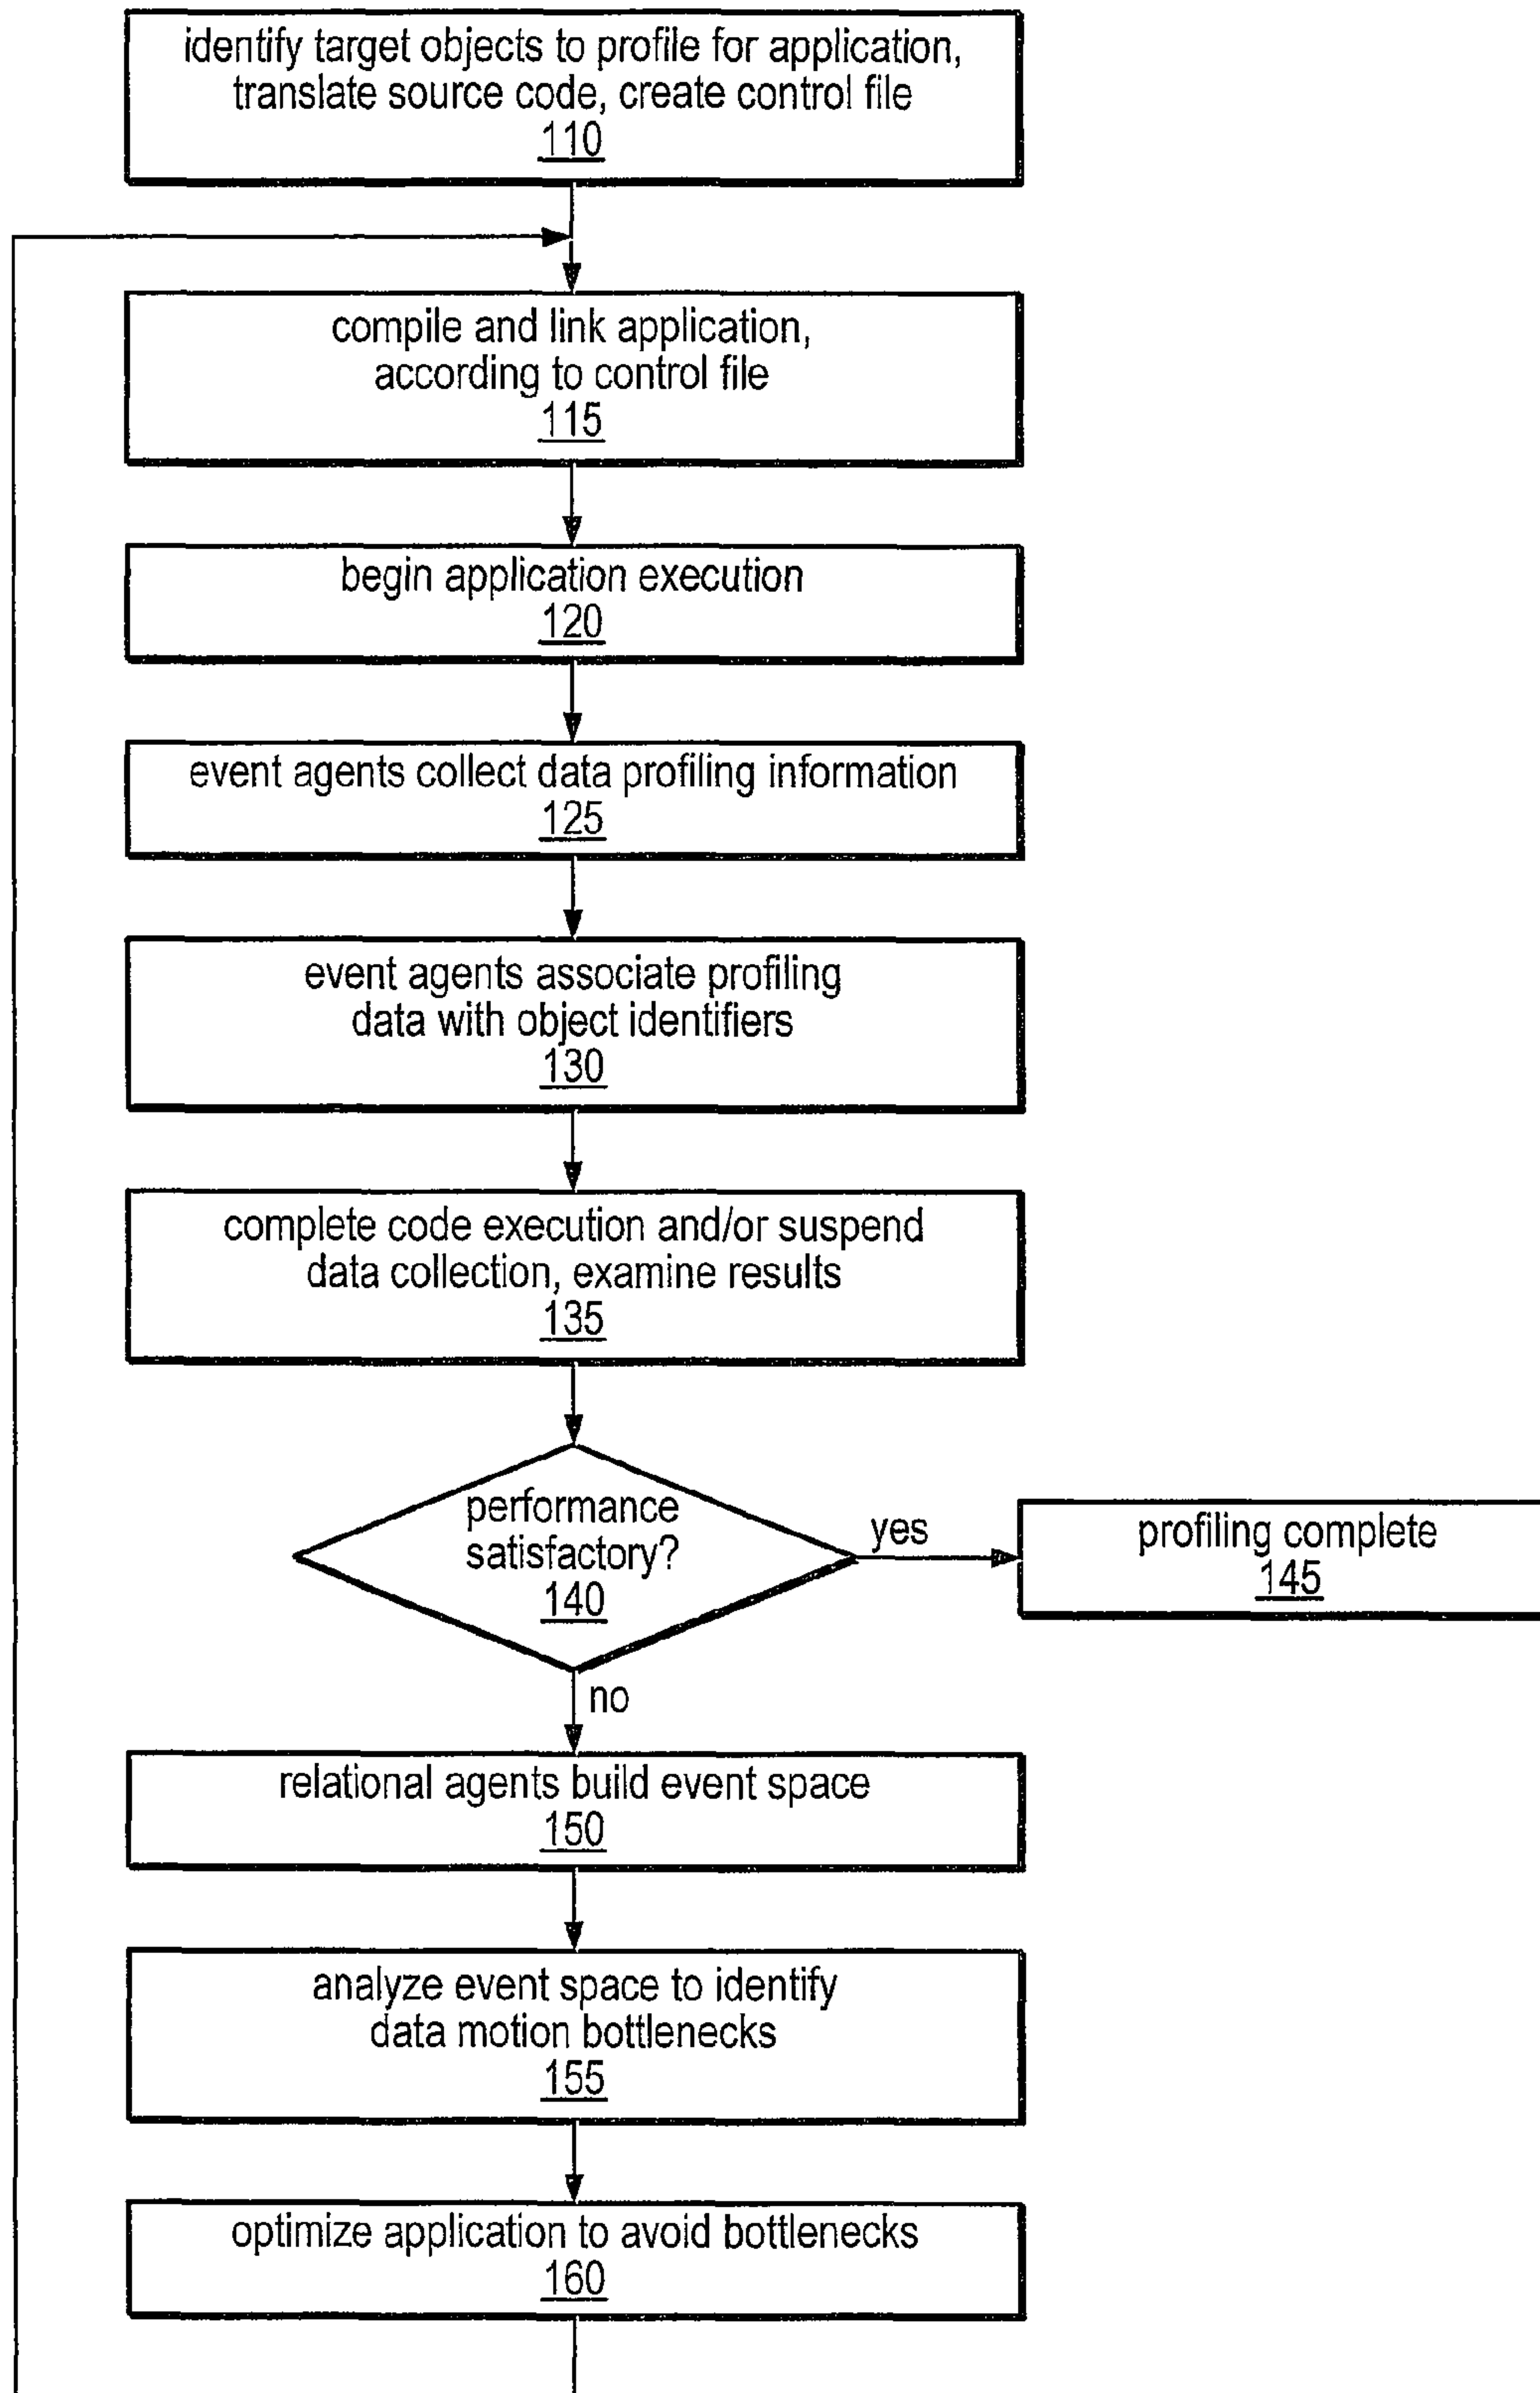 identify target objects to profile for application,
translate source code, create control file
110
compile and link application,
according to control file
115
begin application execution
120
event agents collect data profiling information
125
event agents associate profiling
data with object identifiers
130
complete code execution and/or suspend
data collection, examine results
135
performance
satisfactory?
140
yes
profiling complete
145
no
relational agents build event space
150
analyze event space to identify
data motion bottlenecks
155
optimize application to avoid bottlenecks
160